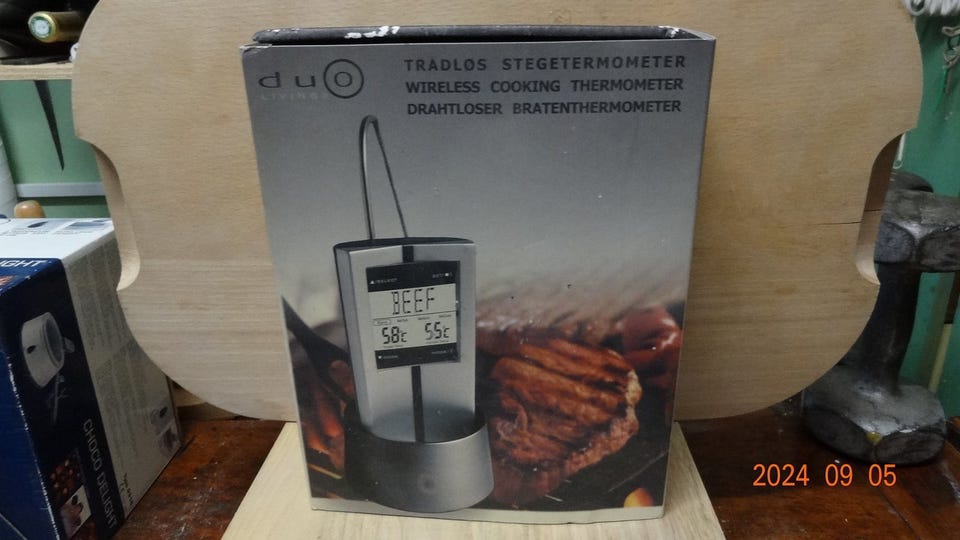 duo
LIVING
TRADLØS STEGETERMOMETER
WIRELESS COOKING THERMOMETER
DRAHTLOSER BRATENTHERMOMETER
BEEF
58c 55c
CHOCO DELIGHT
2024 09 05